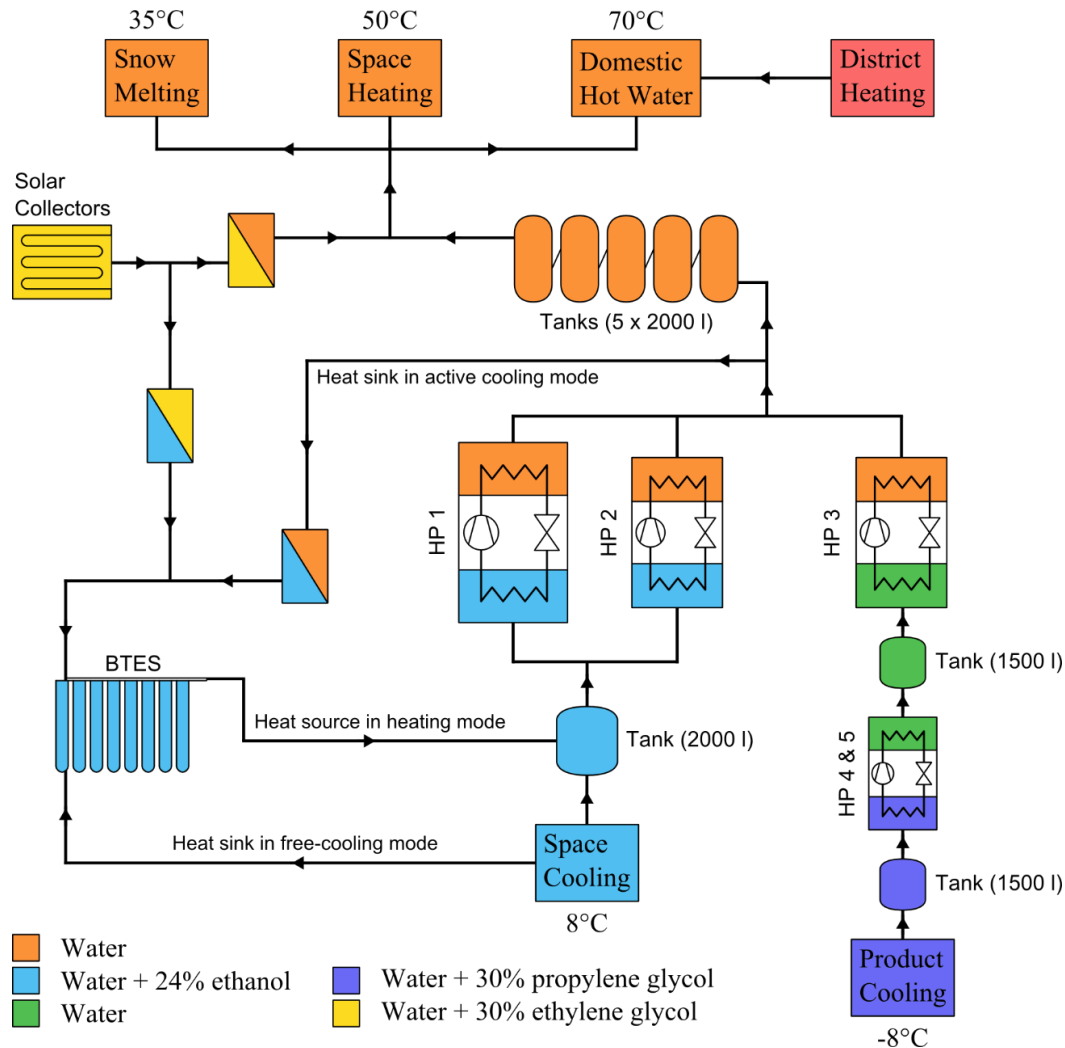 35°C
50°C
70°C
Snow
Melting
Space
Heating
Domestic
Hot Water
District
Heating
Solar
Collectors
Tanks (5 x 2000 l)
Heat sink in active cooling mode
HP 1
HP 2
HP 3
BTES
Tank (1500 l)
Heat source in heating mode
Tank (2000 l)
HP 4 & 5
Heat sink in free-cooling mode
Space
Cooling
8°C
Tank (1500 l)
Product
Cooling
-8°C
Water
Water + 24% ethanol
Water
Water + 30% propylene glycol
Water + 30% ethylene glycol